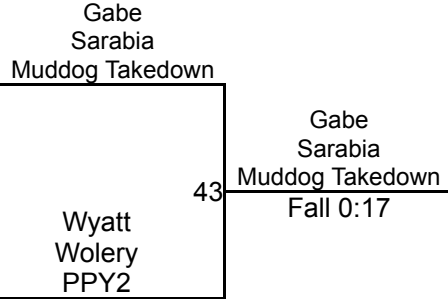 Gabe
Sarabia
Muddog Takedown
Gabe
Sarabia
Muddog Takedown
43
Fall 0:17
Wyatt
Wolery
PPY2